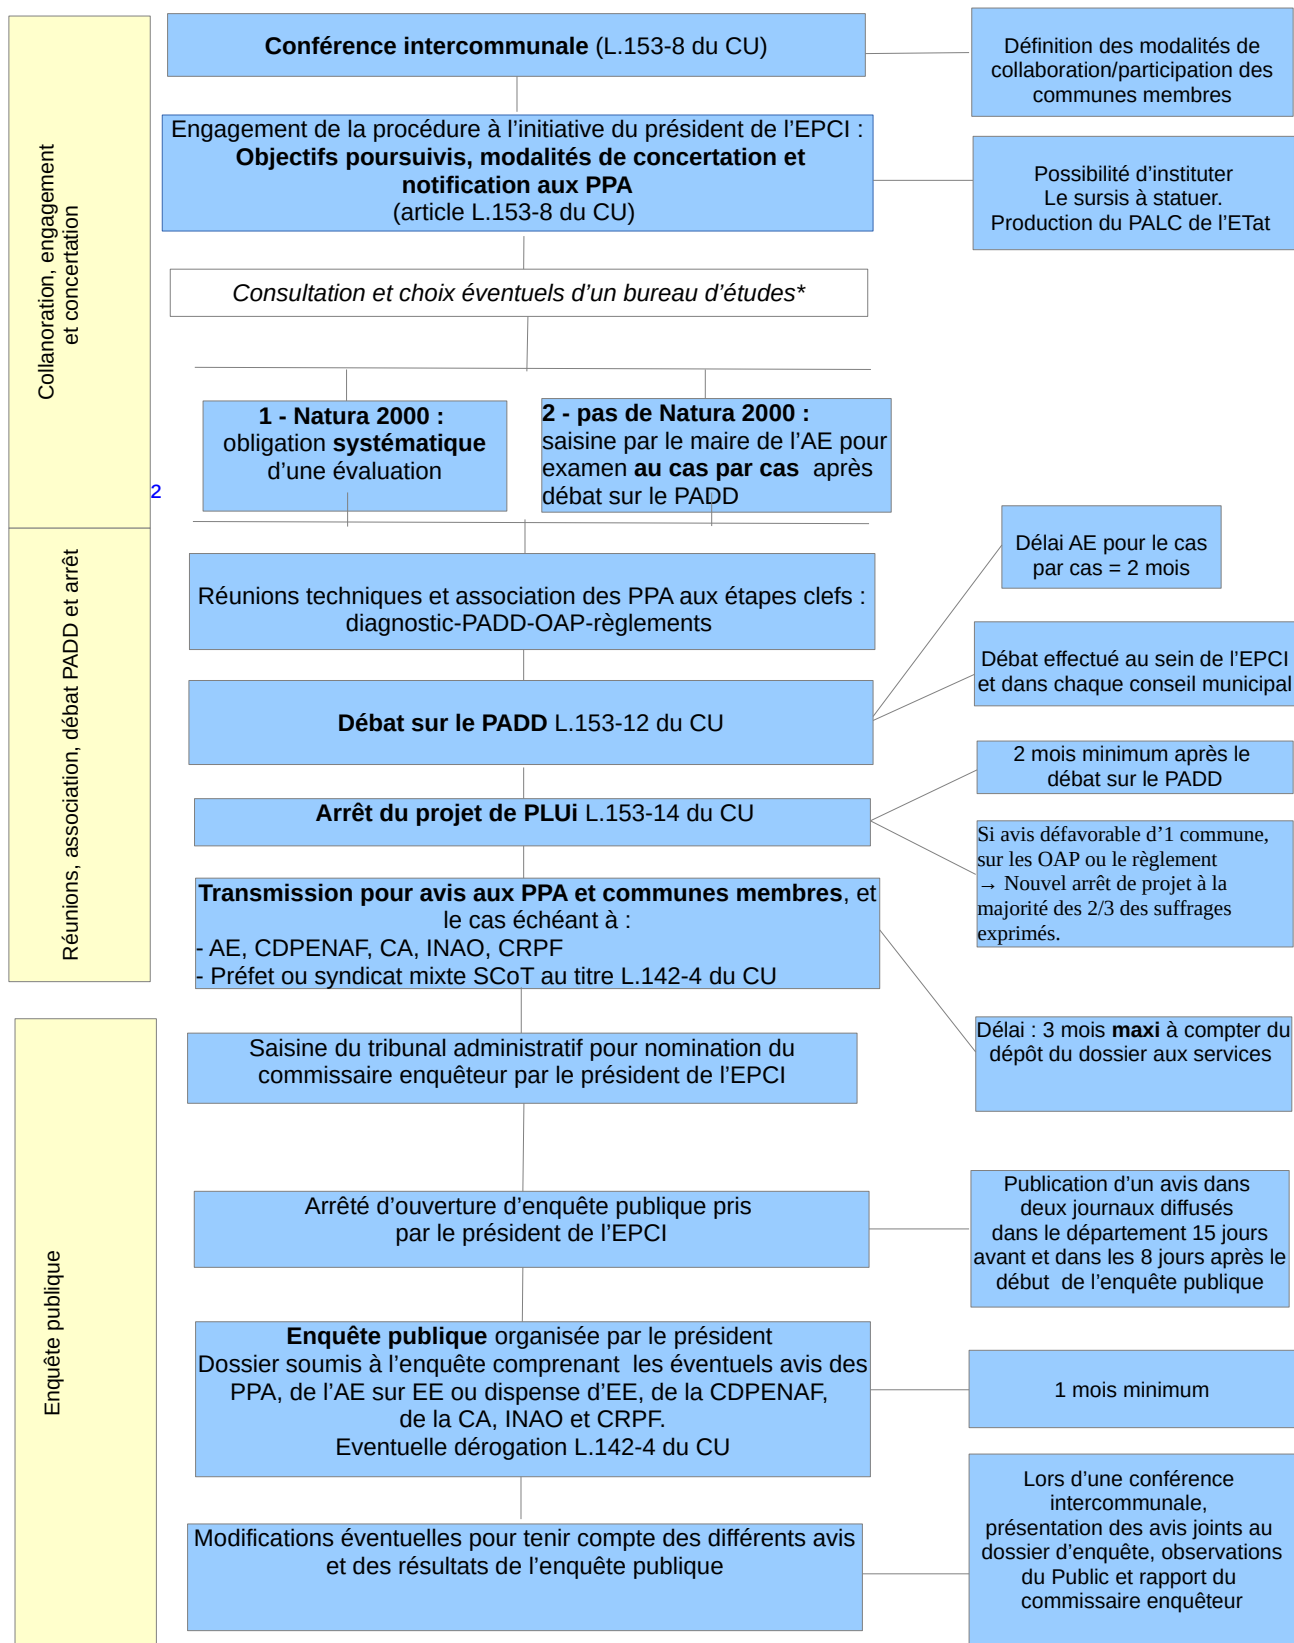 Collanoration, engagement
et concertation
Conférence intercommunale (L.153-8 du CU)
Définition des modalités de
collaboration/participation des
communes membres
Engagement de la procédure à l’initiative du président de l’EPCI :
Objectifs poursuivis, modalités de concertation et
notification aux PPA
(article L.153-8 du CU)
Possibilité d’instituter
Le sursis à statuer.
Production du PALC de l’ETat
Consultation et choix éventuels d’un bureau d’études*
1 - Natura 2000 :
obligation systématique
d’une évaluation
2 - pas de Natura 2000 :
saisine par le maire de l’AE pour
examen au cas par cas après
débat sur le PADD
2
Réunions, association, débat PADD et arrêt
Délai AE pour le cas
par cas = 2 mois
Réunions techniques et association des PPA aux étapes clefs :
diagnostic-PADD-OAP-règlements
Débat effectué au sein de l’EPCI
et dans chaque conseil municipal
Débat sur le PADD L.153-12 du CU
2 mois minimum après le
débat sur le PADD
Arrêt du projet de PLUi L.153-14 du CU
Si avis défavorable d’1 commune,
sur les OAP ou le règlement
→ Nouvel arrêt de projet à la
majorité des 2/3 des suffrages
exprimés.
Transmission pour avis aux PPA et communes membres, et
le cas échéant à :
- AE, CDPENAF, CA, INAO, CRPF
- Préfet ou syndicat mixte SCoT au titre L.142-4 du CU
Délai : 3 mois maxi à compter du
dépôt du dossier aux services
Enquête publique
Saisine du tribunal administratif pour nomination du
commissaire enquêteur par le président de l’EPCI
Arrêté d’ouverture d’enquête publique pris
par le président de l’EPCI
Publication d’un avis dans
deux journaux diffusés
dans le département 15 jours
avant et dans les 8 jours après le
début de l’enquête publique
Enquête publique organisée par le président
Dossier soumis à l’enquête comprenant les éventuels avis des
PPA, de l’AE sur EE ou dispense d’EE, de la CDPENAF,
de la CA, INAO et CRPF.
Eventuelle dérogation L.142-4 du CU
1 mois minimum
Modifications éventuelles pour tenir compte des différents avis
et des résultats de l’enquête publique
Lors d’une conférence
intercommunale,
présentation des avis joints au
dossier d’enquête, observations
du Public et rapport du
commissaire enquêteur